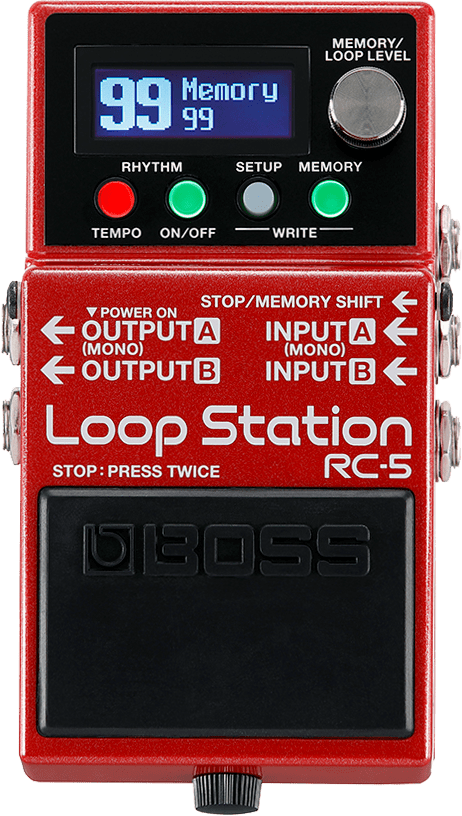 MEMORY/
LOOP LEVEL
99 Memory
99
RHYTHM SETUP MEMORY
TEMPO ON/OFF WRITE
STOP/MEMORY SHIFT ←
▼POWER ON
← OUTPUT A INPUT A ←
(MONO) (MONO)
← OUTPUT B INPUT B ←
Loop Station
STOP : PRESS TWICE RC-5
BOSS